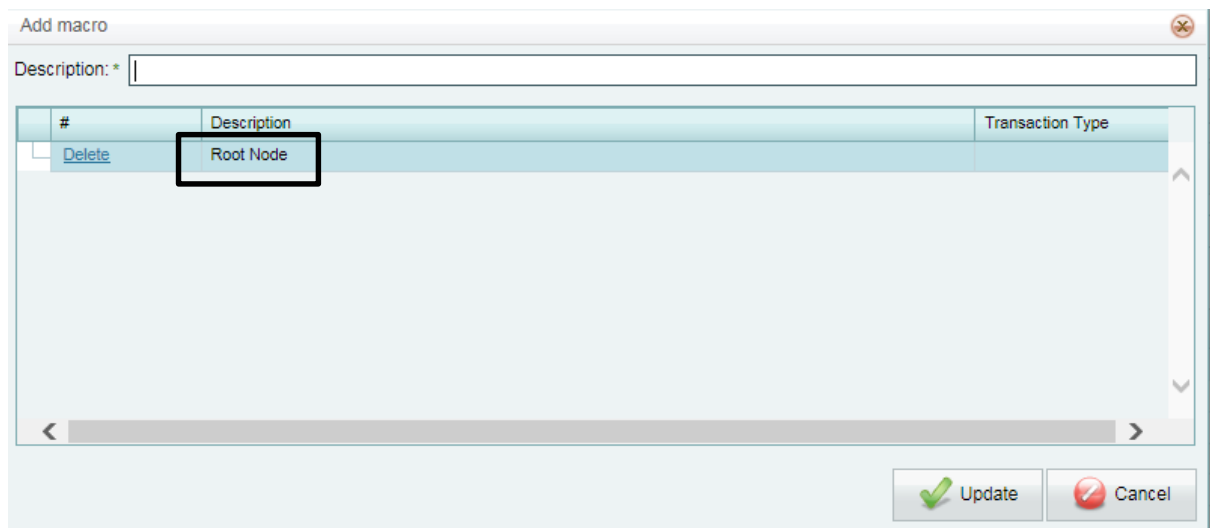 Add macro
Description: *
# Description Transaction Type
Delete Root Node
Update Cancel